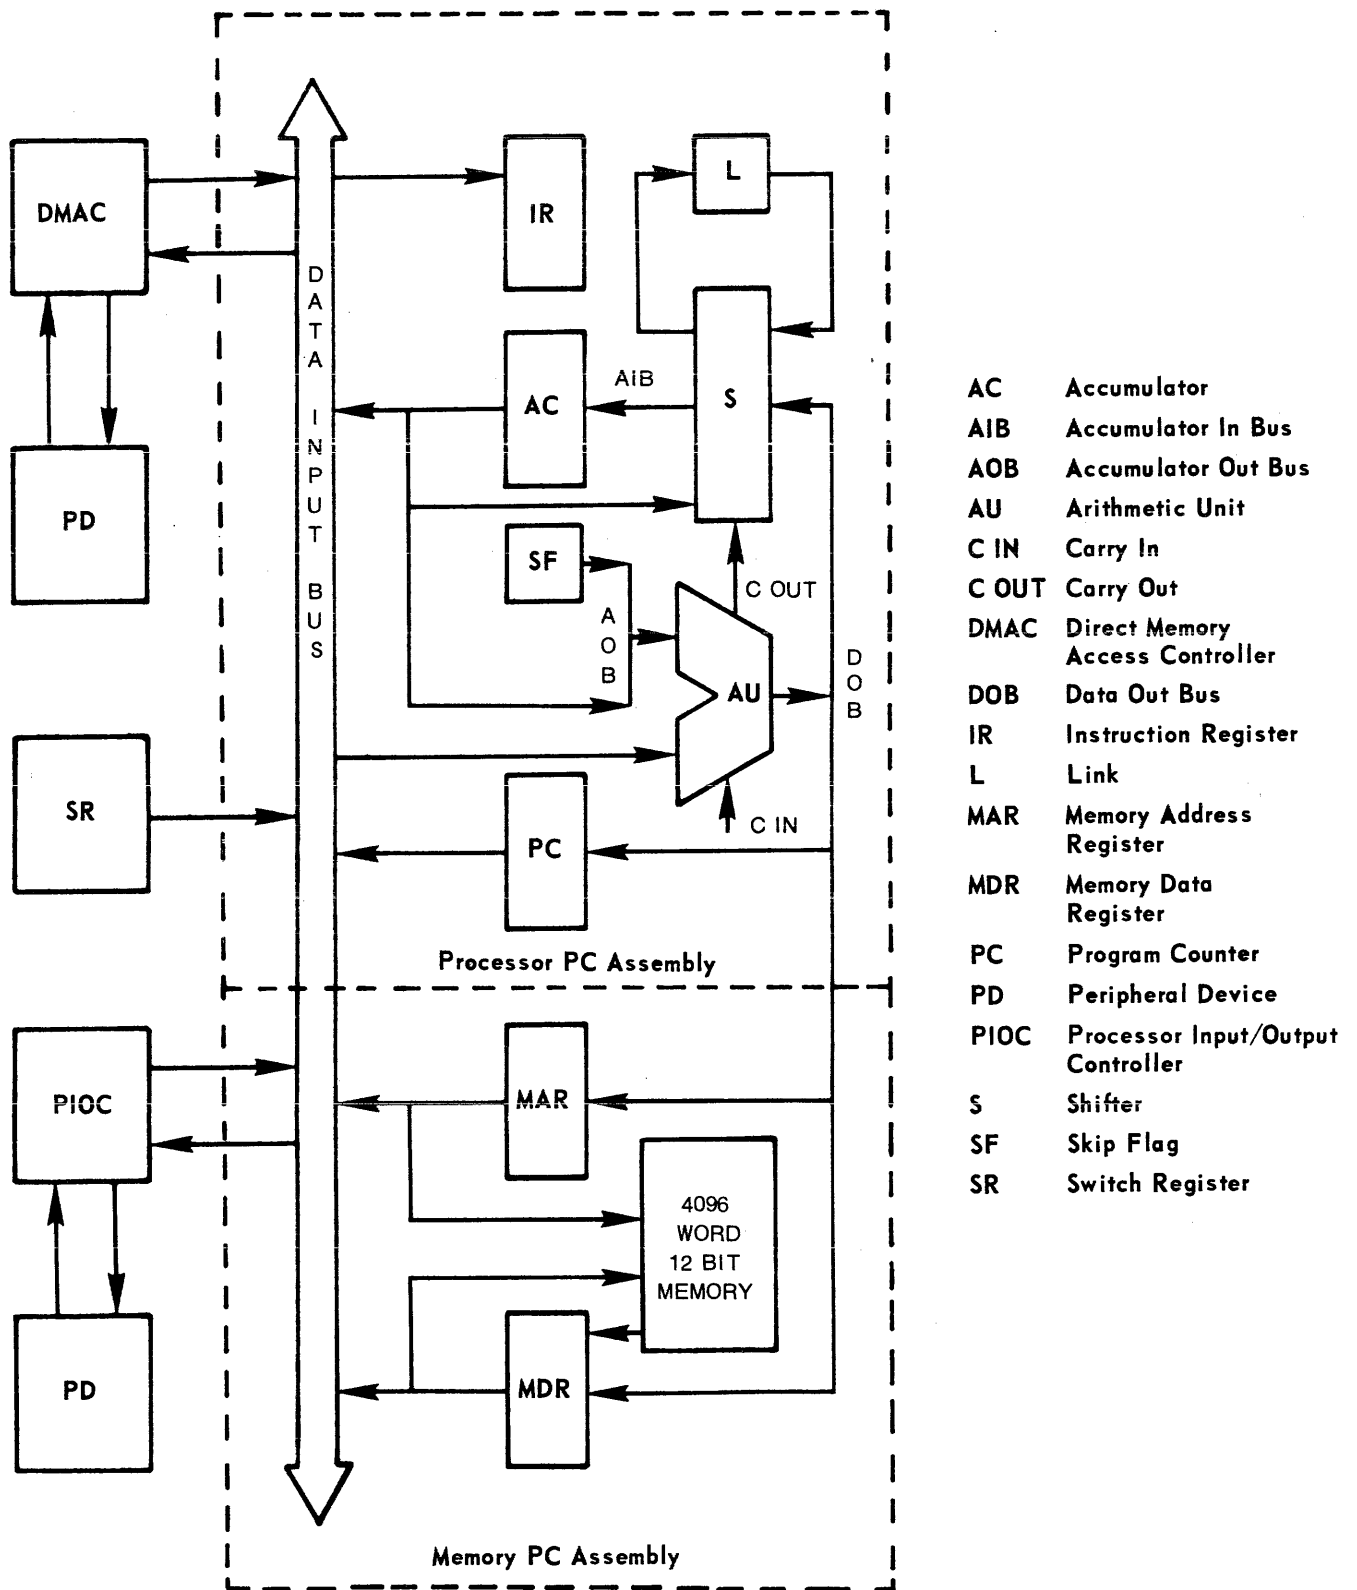 DMAC
PD
SR
PIOC
PD
DATA INPUT BUS
IR
L
AC
AIB
S
SF
AOB
C OUT
AU
DOB
C IN
PC
Processor PC Assembly
MAR
4096
WORD
12 BIT
MEMORY
MDR
Memory PC Assembly
AC Accumulator
AIB Accumulator In Bus
AOB Accumulator Out Bus
AU Arithmetic Unit
C IN Carry In
C OUT Carry Out
DMAC Direct Memory
Access Controller
DOB Data Out Bus
IR Instruction Register
L Link
MAR Memory Address
Register
MDR Memory Data
Register
PC Program Counter
PD Peripheral Device
PIOC Processor Input/Output
Controller
S Shifter
SF Skip Flag
SR Switch Register